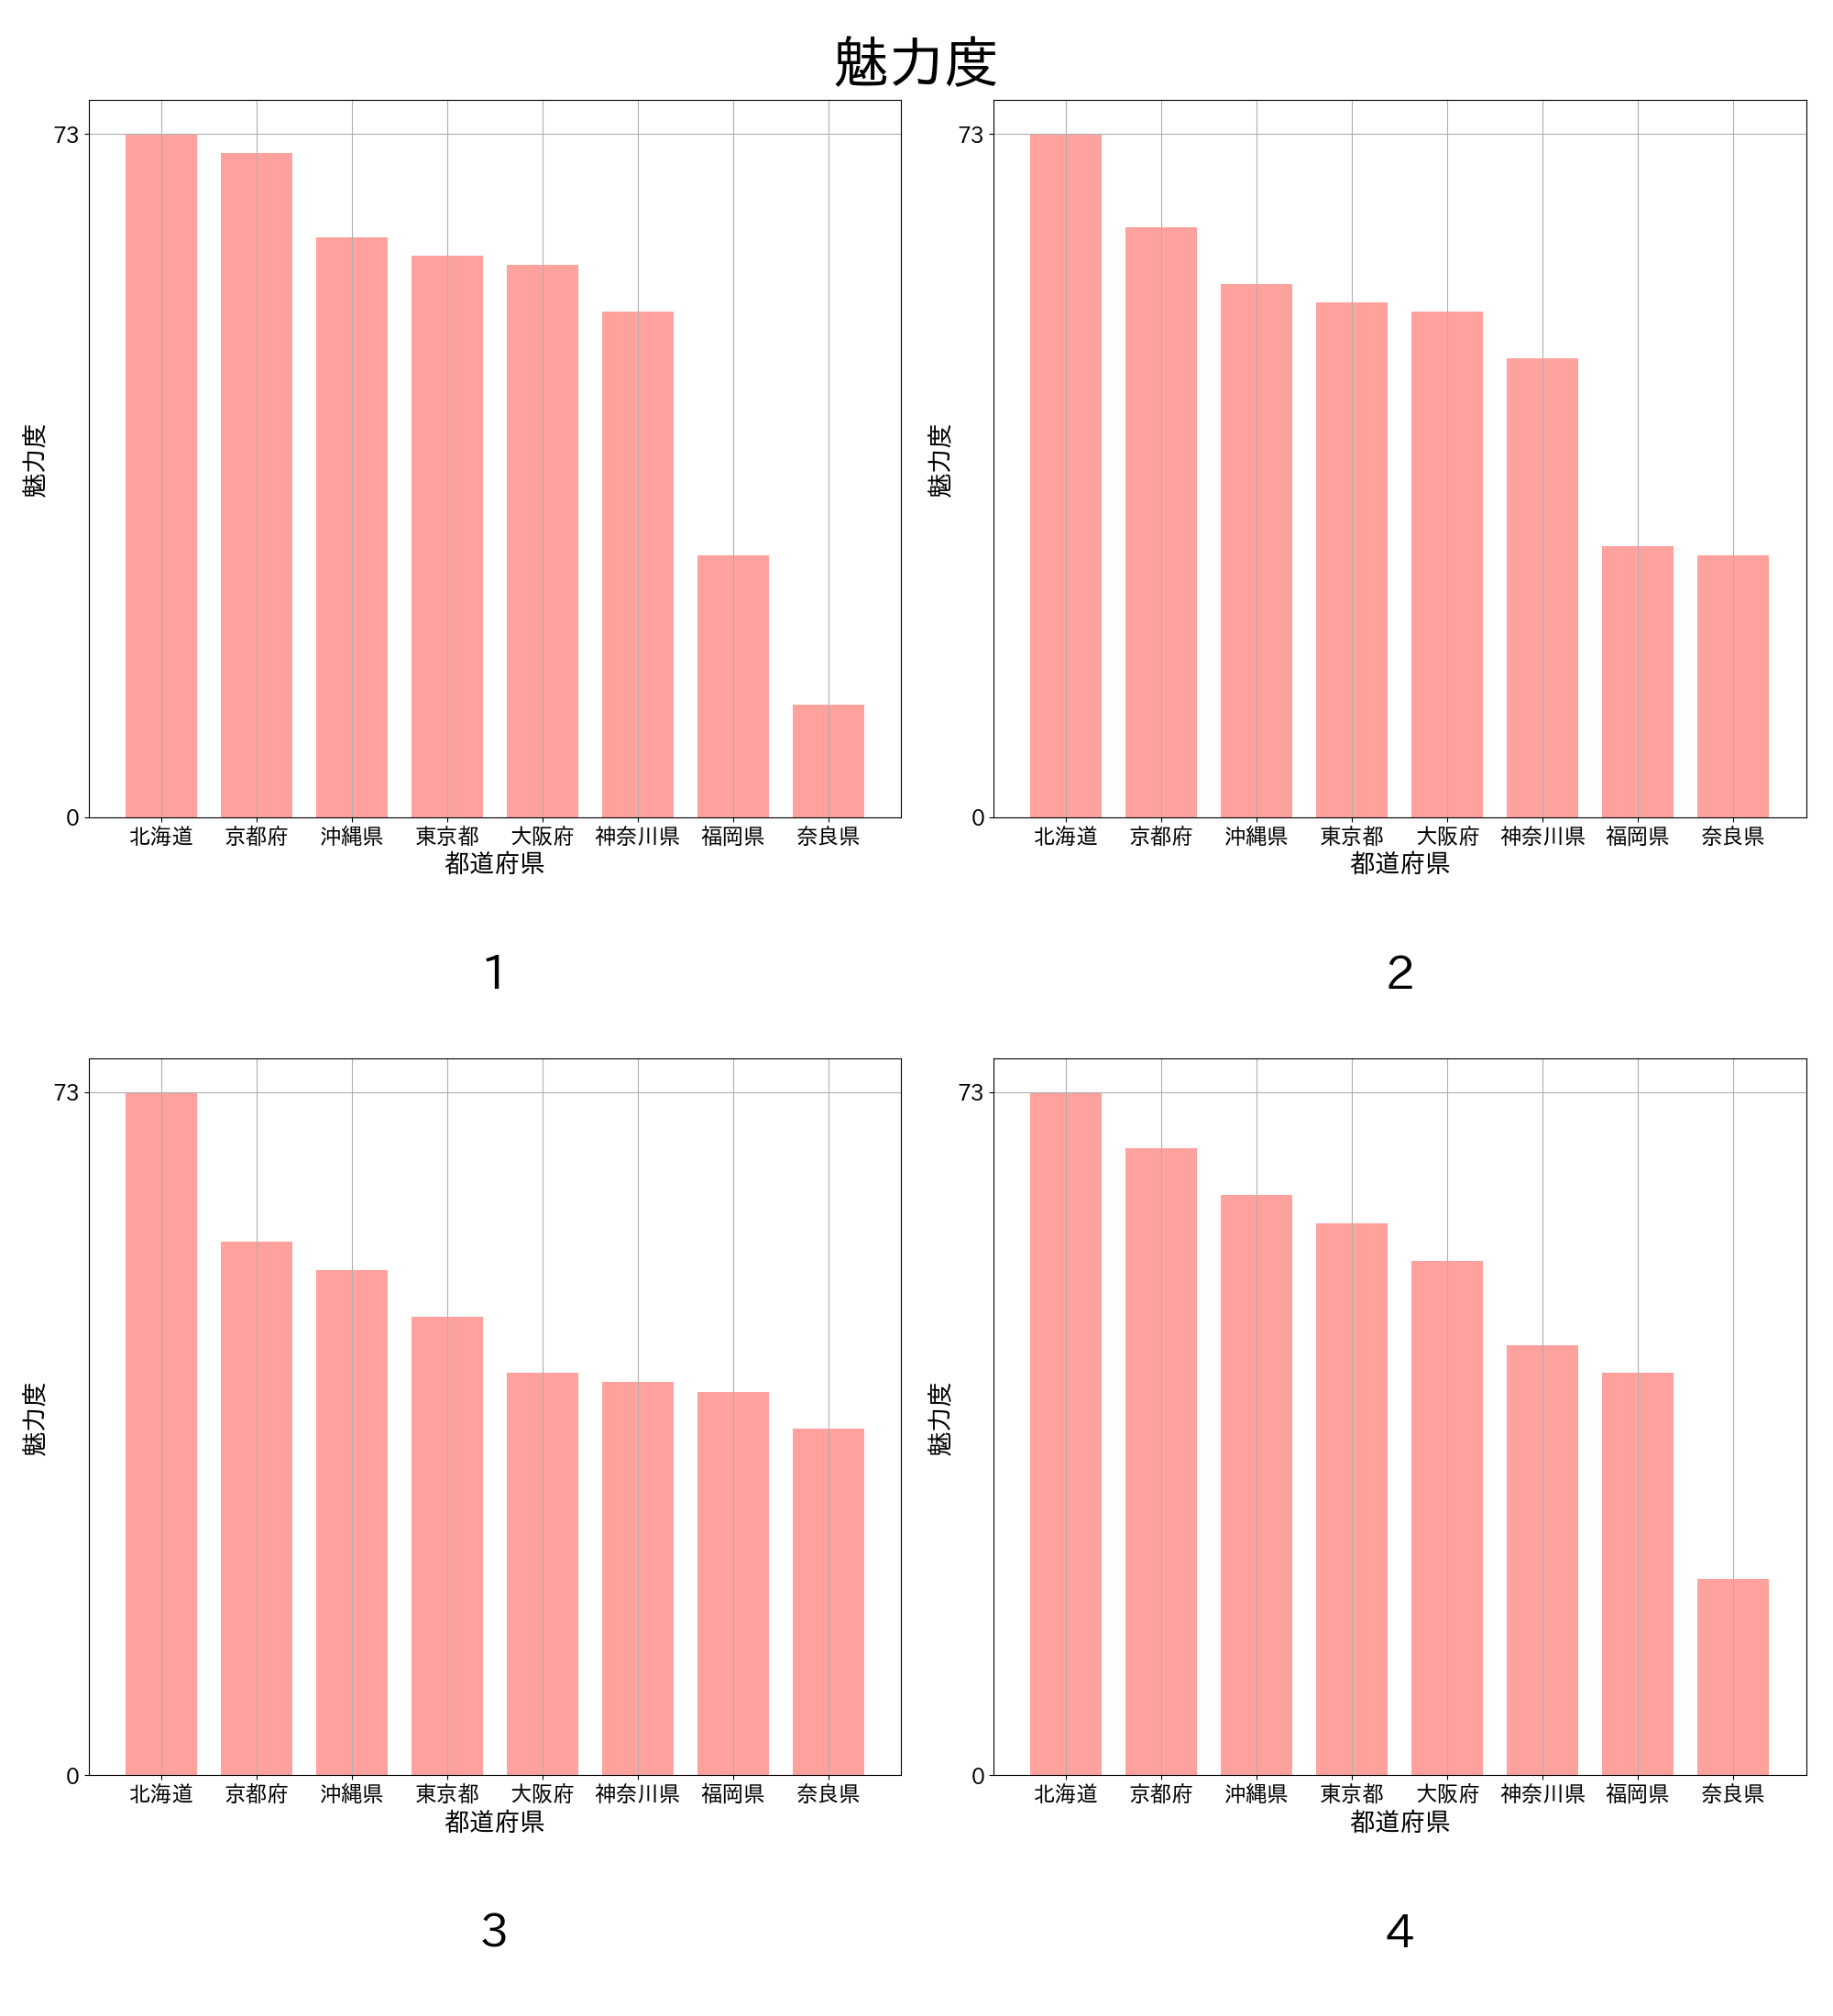 魅力度
73
0
魅力度
北海道 京都府 沖縄県 東京都 大阪府 神奈川県 福岡県 奈良県
都道府県
1
73
0
魅力度
北海道 京都府 沖縄県 東京都 大阪府 神奈川県 福岡県 奈良県
都道府県
2
73
0
魅力度
北海道 京都府 沖縄県 東京都 大阪府 神奈川県 福岡県 奈良県
都道府県
3
73
0
魅力度
北海道 京都府 沖縄県 東京都 大阪府 神奈川県 福岡県 奈良県
都道府県
4